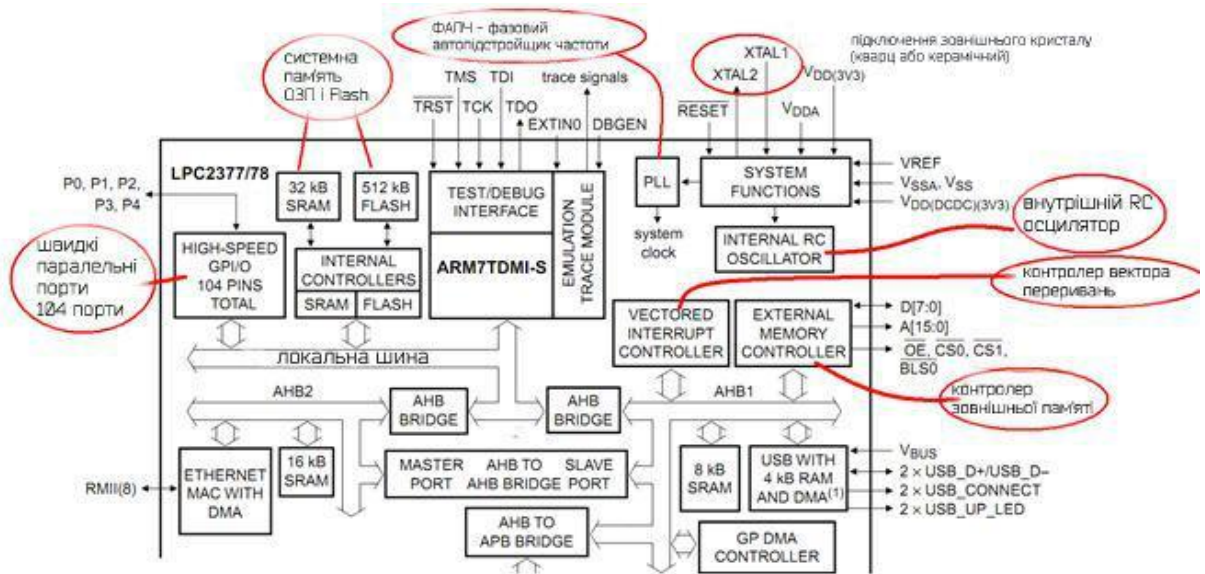 ФАПЧ – фазовий
автопідстройщик частоти
системна
пам'ять
ОЗП і Flash
XTAL1
XTAL2
підключення зовнішнього кристалу
(кварц або керамічний)
VDD(3V3)
TMS TDI trace signals
TRST TCK TDO
EXTIN0 DBGEN
RESET
VDDA
LPC2377/78
P0, P1, P2,
P3, P4
32 kB
SRAM
512 kB
FLASH
TEST/DEBUG
INTERFACE
ARM7TDMI-S
EMULATION
TRACE MODULE
PLL
system
clock
SYSTEM
FUNCTIONS
VREF
VSSA, VSS
VDD(DCDC)(3V3)
INTERNAL RC
OSCILLATOR
внутрішній RC
осцилятор
швидкі
паралельні
порти
104 порти
HIGH-SPEED
GPI/O
104 PINS
TOTAL
INTERNAL
CONTROLLERS
SRAM FLASH
контролер вектора
переривань
VECTORED
INTERRUPT
CONTROLLER
EXTERNAL
MEMORY
CONTROLLER
D[7:0]
A[15:0]
OE, CS0, CS1,
BLS0
локальна шина
контролер
зовнішньої пам'яті
AHB2
AHB
BRIDGE
AHB
BRIDGE
AHB1
ETHERNET
MAC WITH
DMA
RMII(8)
16 kB
SRAM
MASTER AHB TO SLAVE
PORT AHB BRIDGE PORT
8 kB
SRAM
USB WITH
4 kB RAM
AND DMA(1)
VBUS
2 × USB_D+/USB_D−
2 × USB_CONNECT
2 × USB_UP_LED
AHB TO
APB BRIDGE
GP DMA
CONTROLLER